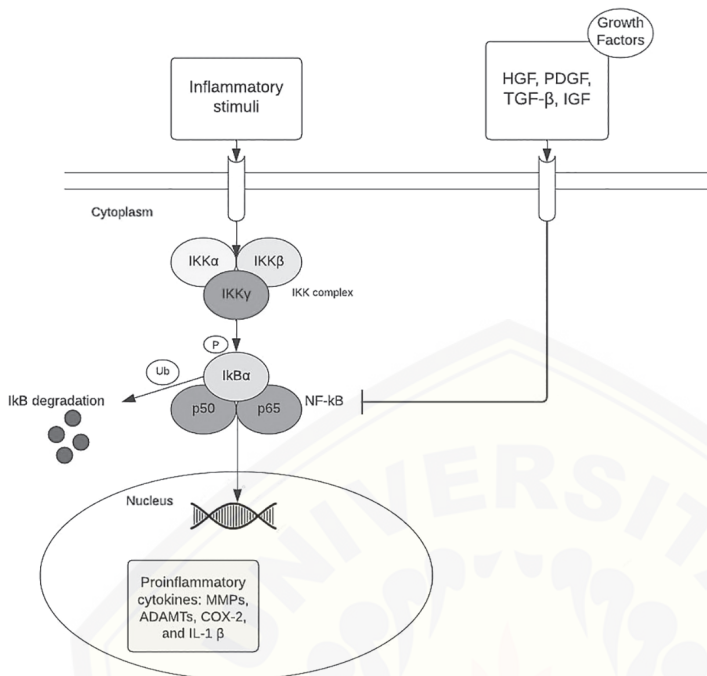 Growth
Factors
Inflammatory
stimuli
HGF, PDGF,
TGF-β, IGF
Cytoplasm
IKKα
IKKβ
IKKγ
IKK complex
P
Ub
IkBα
IkB degradation
p50
p65
NF-kB
Nucleus
Proinflammatory
cytokines: MMPs,
ADAMTs, COX-2,
and IL-1 β
UNIVERSIT